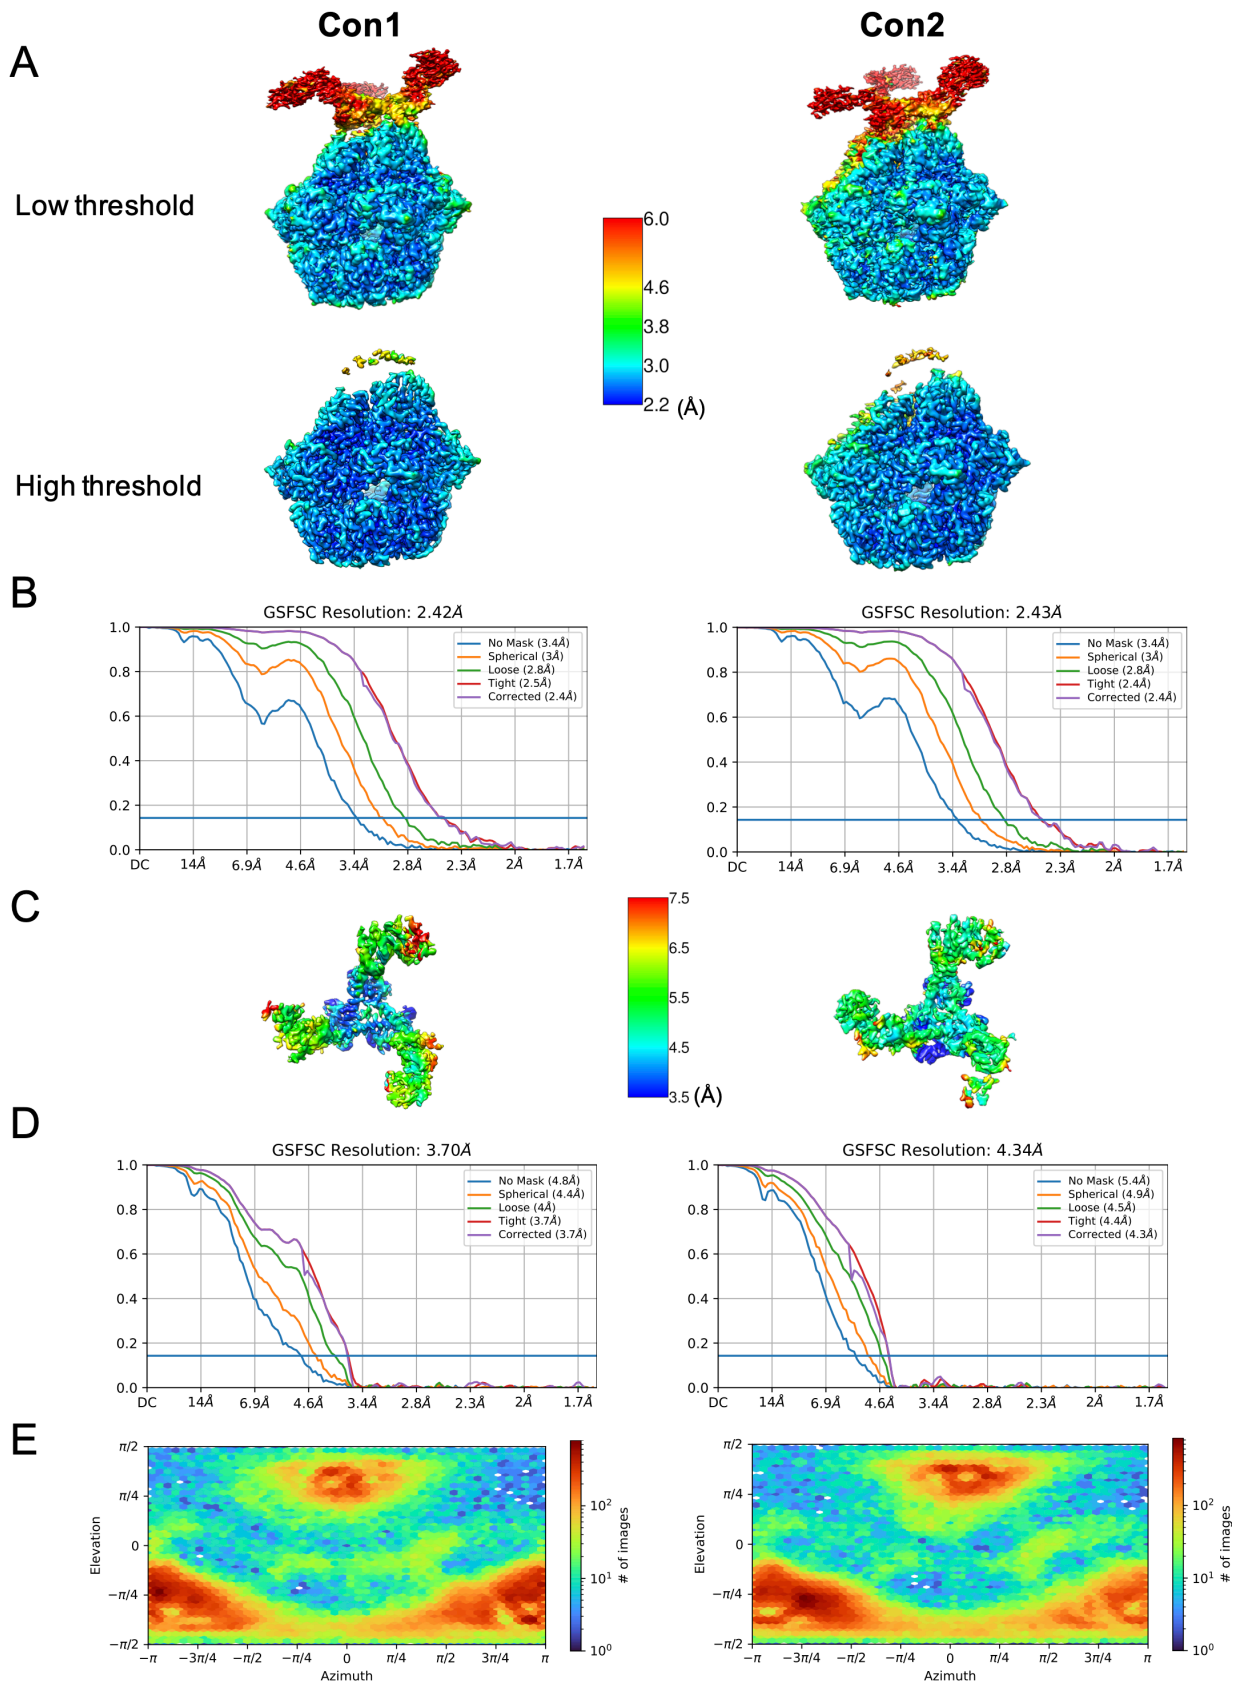 Con1 Con2
A
Low threshold
6.0
4.6
3.8
3.0
2.2 (Å)
High threshold
B
GSFSC Resolution: 2.42Å
1.0
0.8
0.6
0.4
0.2
0.0
No Mask (3.4Å)
Spherical (3Å)
Loose (2.8Å)
Tight (2.5Å)
Corrected (2.4Å)
DC 14Å 6.9Å 4.6Å 3.4Å 2.8Å 2.3Å 2Å 1.7Å
GSFSC Resolution: 2.43Å
1.0
0.8
0.6
0.4
0.2
0.0
No Mask (3.4Å)
Spherical (3Å)
Loose (2.8Å)
Tight (2.4Å)
Corrected (2.4Å)
DC 14Å 6.9Å 4.6Å 3.4Å 2.8Å 2.3Å 2Å 1.7Å
C
7.5
6.5
5.5
4.5
3.5 (Å)
D
GSFSC Resolution: 3.70Å
1.0
0.8
0.6
0.4
0.2
0.0
No Mask (4.8Å)
Spherical (4.4Å)
Loose (4Å)
Tight (3.7Å)
Corrected (3.7Å)
DC 14Å 6.9Å 4.6Å 3.4Å 2.8Å 2.3Å 2Å 1.7Å
GSFSC Resolution: 4.34Å
1.0
0.8
0.6
0.4
0.2
0.0
No Mask (5.4Å)
Spherical (4.9Å)
Loose (4.5Å)
Tight (4.4Å)
Corrected (4.3Å)
DC 14Å 6.9Å 4.6Å 3.4Å 2.8Å 2.3Å 2Å 1.7Å
E
Elevation
π/2
π/4
0
−π/4
−π/2
−π −3π/4 −π/2 −π/4 0 π/4 π/2 3π/4 π
Azimuth
10²
10¹
10⁰
# of images
Elevation
π/2
π/4
0
−π/4
−π/2
−π −3π/4 −π/2 −π/4 0 π/4 π/2 3π/4 π
Azimuth
10²
10¹
10⁰
# of images